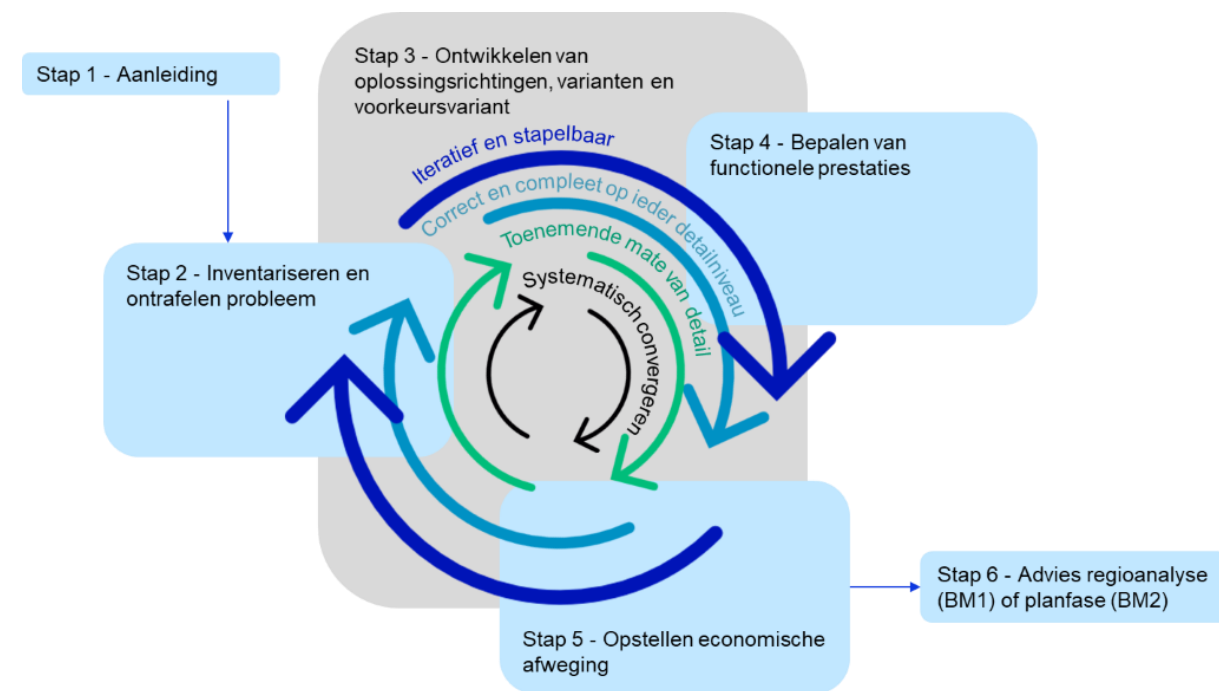 Stap 1 - Aanleiding
Stap 3 - Ontwikkelen van
oplossingsrichtingen, varianten en
voorkeursvariant
Stap 4 - Bepalen van
functionele prestaties
Iteratief en stapelbaar
Correct en compleet op ieder detailniveau
Toenemende mate van detail
Systematisch convergeren
Stap 2 - Inventariseren en
ontrafelen probleem
Stap 5 - Opstellen economische
afweging
Stap 6 - Advies regioanalyse
(BM1) of planfase (BM2)